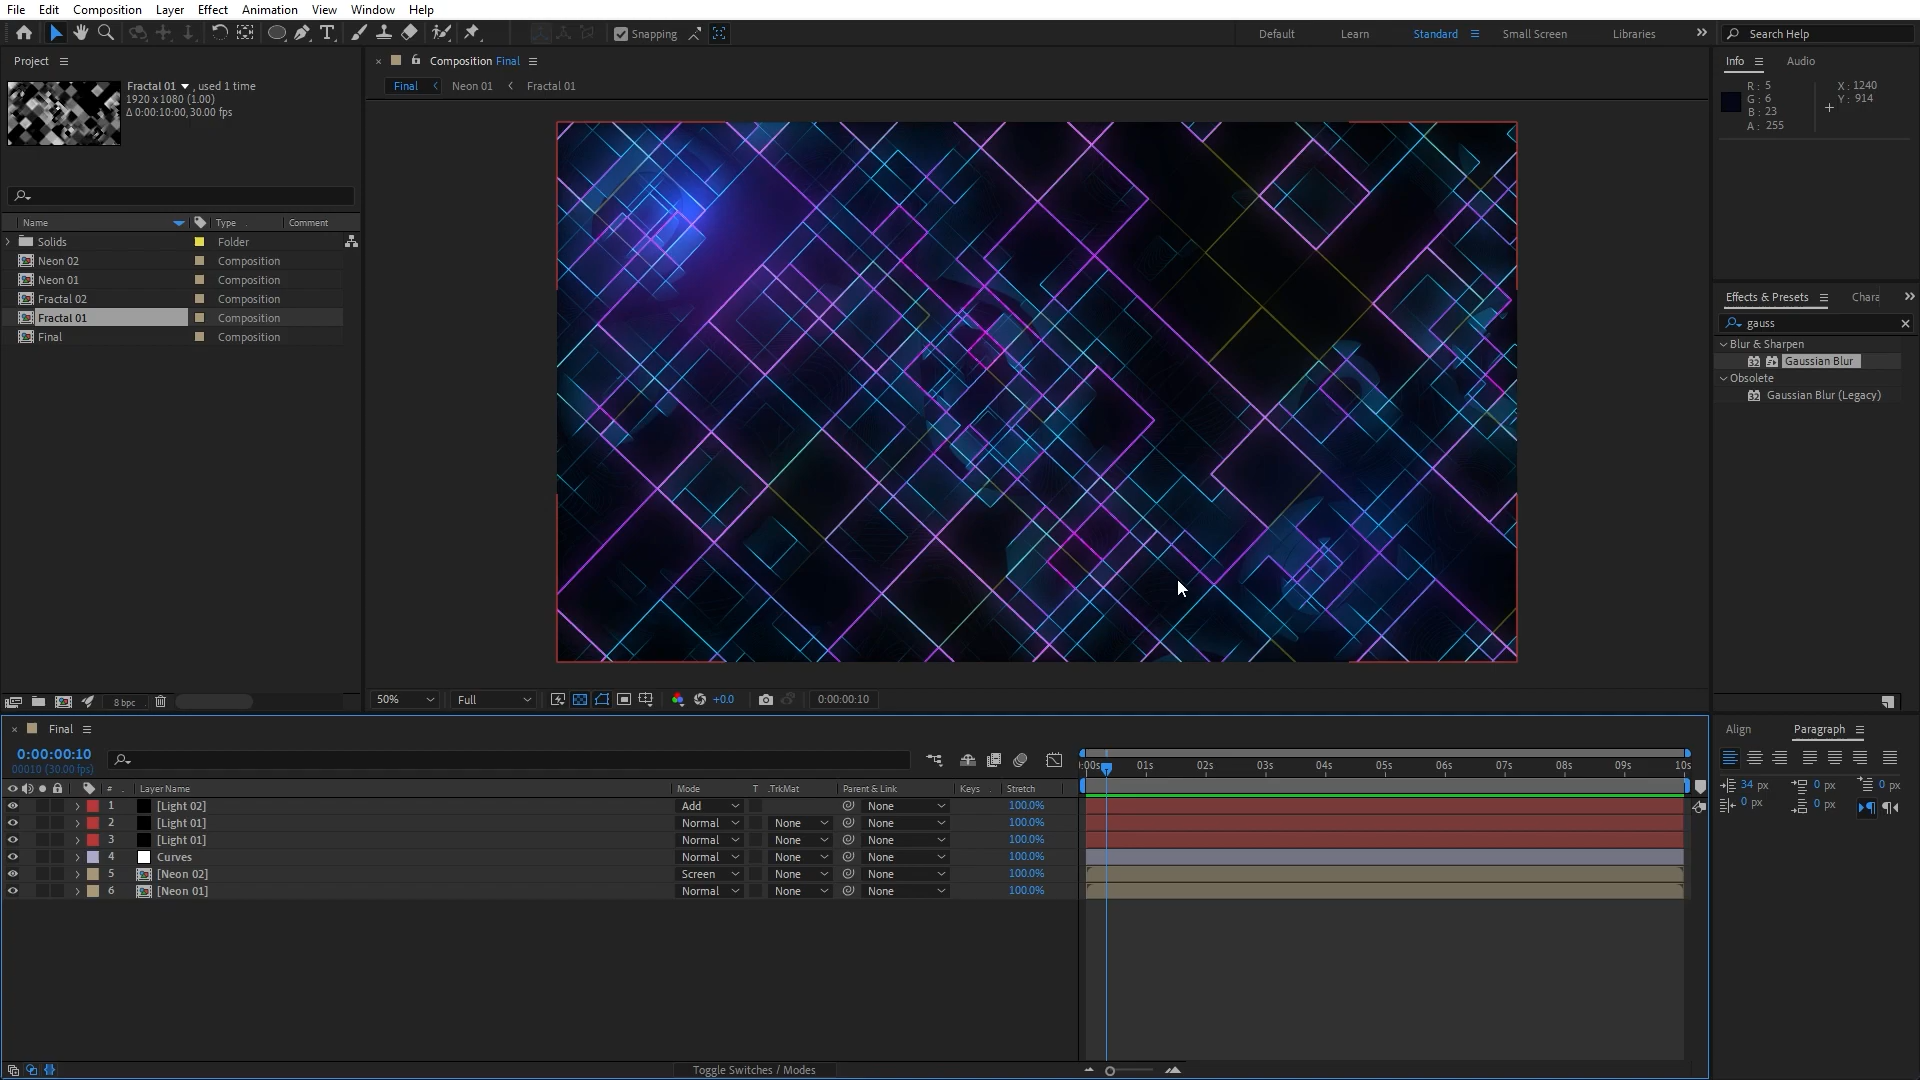 File Edit Composition Layer Effect Animation View Window Help
Snapping Default Learn Standard Small Screen Libraries Search Help
Project
Fractal 01 , used 1 time
1920 x 1080 (1.00)
Δ 0:00:10:00, 30.00 fps
Name Type Comment
Solids Folder
Neon 02 Composition
Neon 01 Composition
Fractal 02 Composition
Fractal 01 Composition
Final Composition
8 bpc
Composition Final
Final Neon 01 Fractal 01
50% Full +0.0 0:00:00:10
Info Audio
R : 5 X : 1240
G : 6 Y : 914
B : 23
A : 255
Effects & Presets Chara
gauss
Blur & Sharpen
32 Gaussian Blur
Obsolete
32 Gaussian Blur (Legacy)
Final
0:00:00:10
00010 (30.00 fps)
# Layer Name Mode T .TrkMat Parent & Link Keys Stretch
1 [Light 02] Add None 100.0%
2 [Light 01] Normal None None 100.0%
3 [Light 01] Normal None None 100.0%
4 Curves Normal None None 100.0%
5 [Neon 02] Screen None None 100.0%
6 [Neon 01] Normal None None 100.0%
Toggle Switches / Modes
:00s 01s 02s 03s 04s 05s 06s 07s 08s 09s 10s
Align Paragraph
34 px 0 px 0 px
0 px 0 px